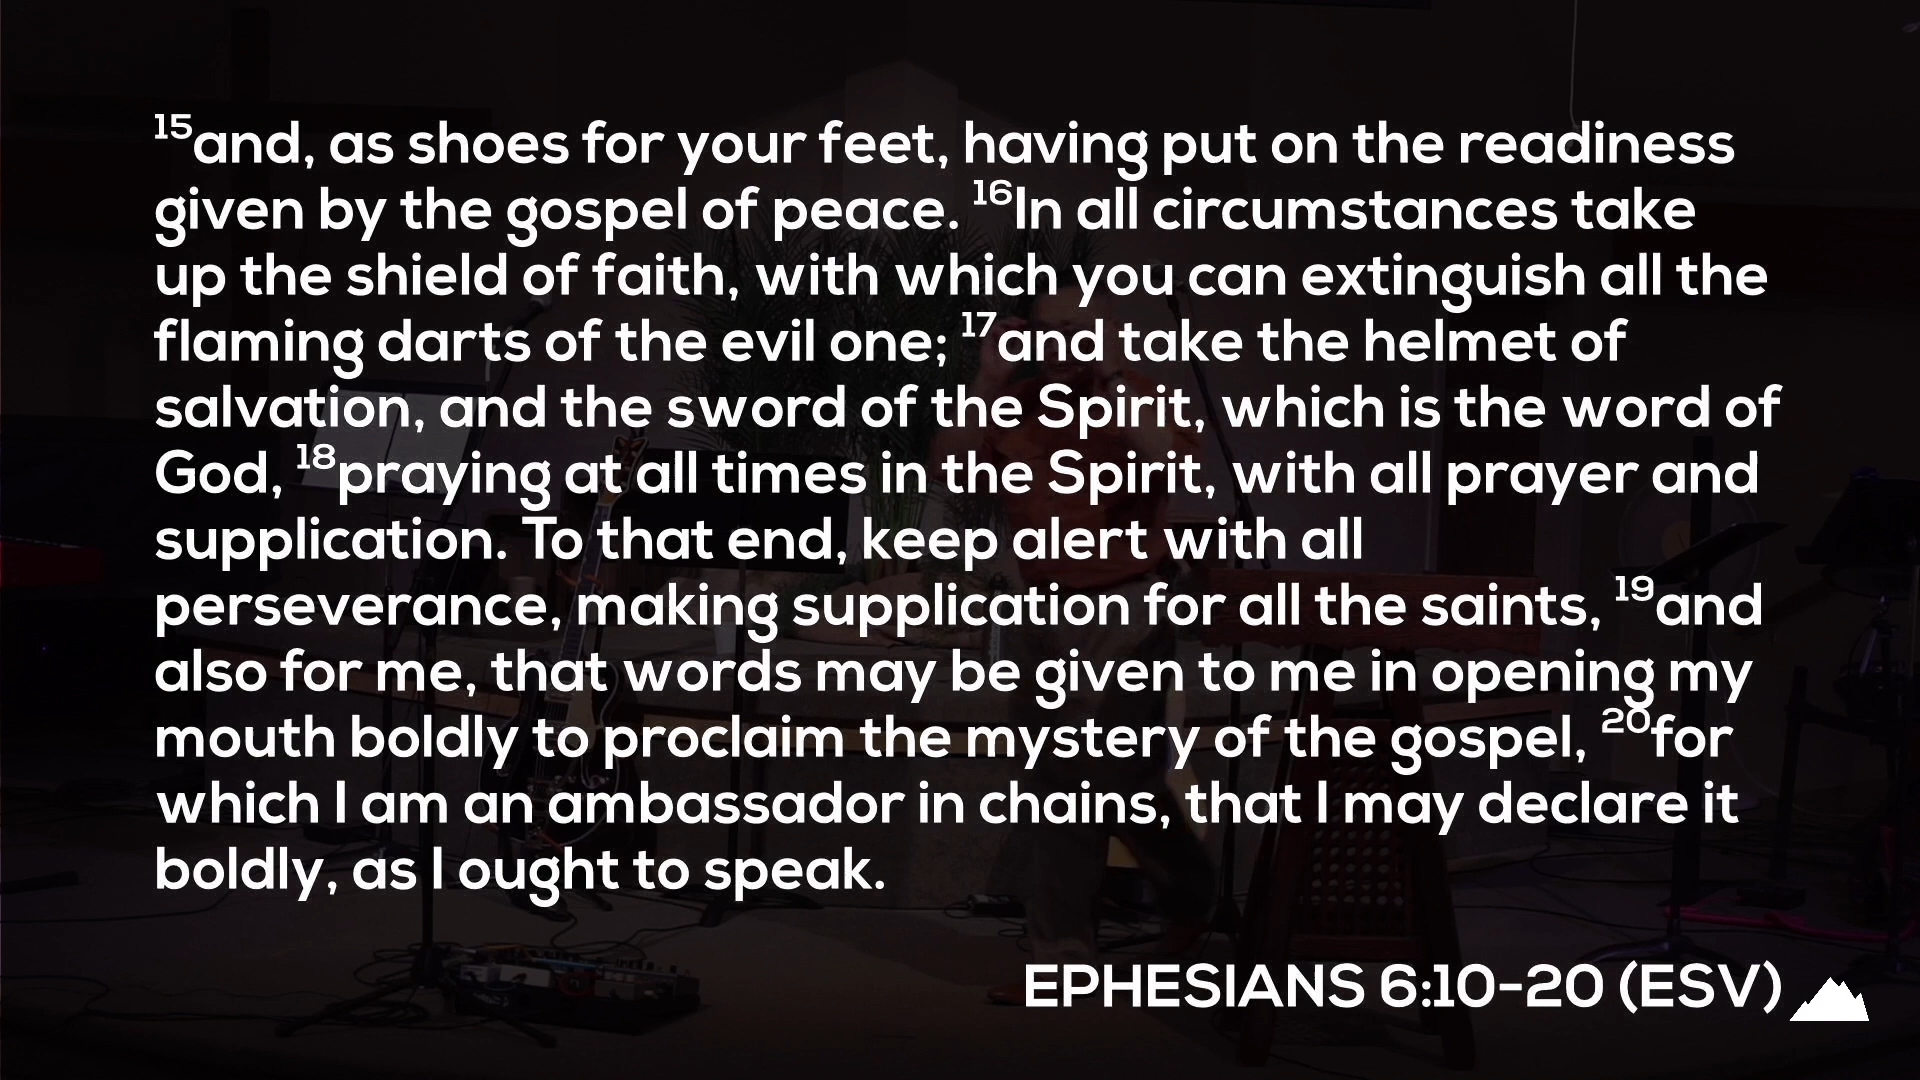 15and, as shoes for your feet, having put on the readiness
given by the gospel of peace. 16In all circumstances take
up the shield of faith, with which you can extinguish all the
flaming darts of the evil one; 17and take the helmet of
salvation, and the sword of the Spirit, which is the word of
God, 18praying at all times in the Spirit, with all prayer and
supplication. To that end, keep alert with all
perseverance, making supplication for all the saints, 19and
also for me, that words may be given to me in opening my
mouth boldly to proclaim the mystery of the gospel, 20for
which I am an ambassador in chains, that I may declare it
boldly, as I ought to speak.
EPHESIANS 6:10-20 (ESV)